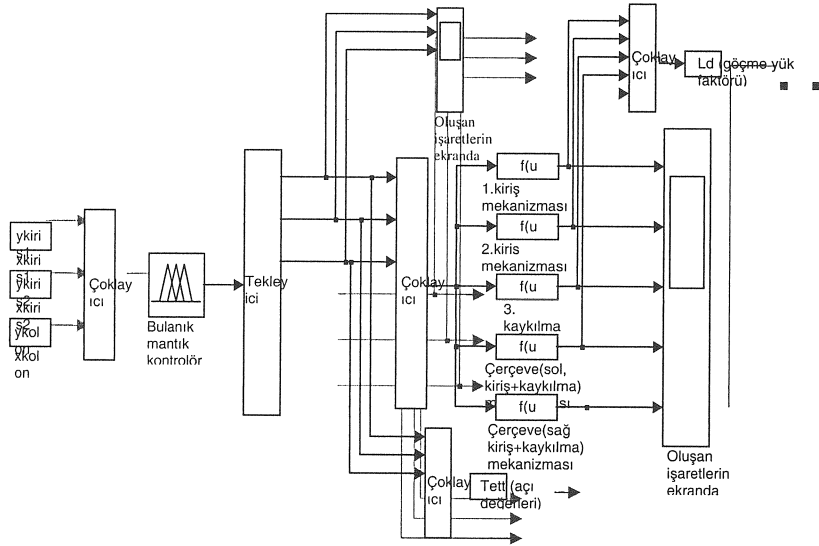 ykiri
s1
xkiri
s1
ykiri
s2
xkiri
s2
ykol
on
xkol
on
Çoklay
ıcı
Bulanık
mantık
kontrolör
Tekley
ici
Oluşan
işaretlerin
ekranda
Çoklay
ıcı
Çoklay
ıcı
Ld (göçme yük
faktörü)
f(u
1.kiriş
mekanizması
f(u
2.kiris
mekanizması
f(u
3.
kaykılma
f(u
Çerçeve(sol,
kiriş+kaykılma)
f(u
Çerçeve(sağ
kiriş+kaykılma)
mekanizması
Çoklay
ıcı
Tett (açı
değerleri)
Oluşan
işaretlerin
ekranda